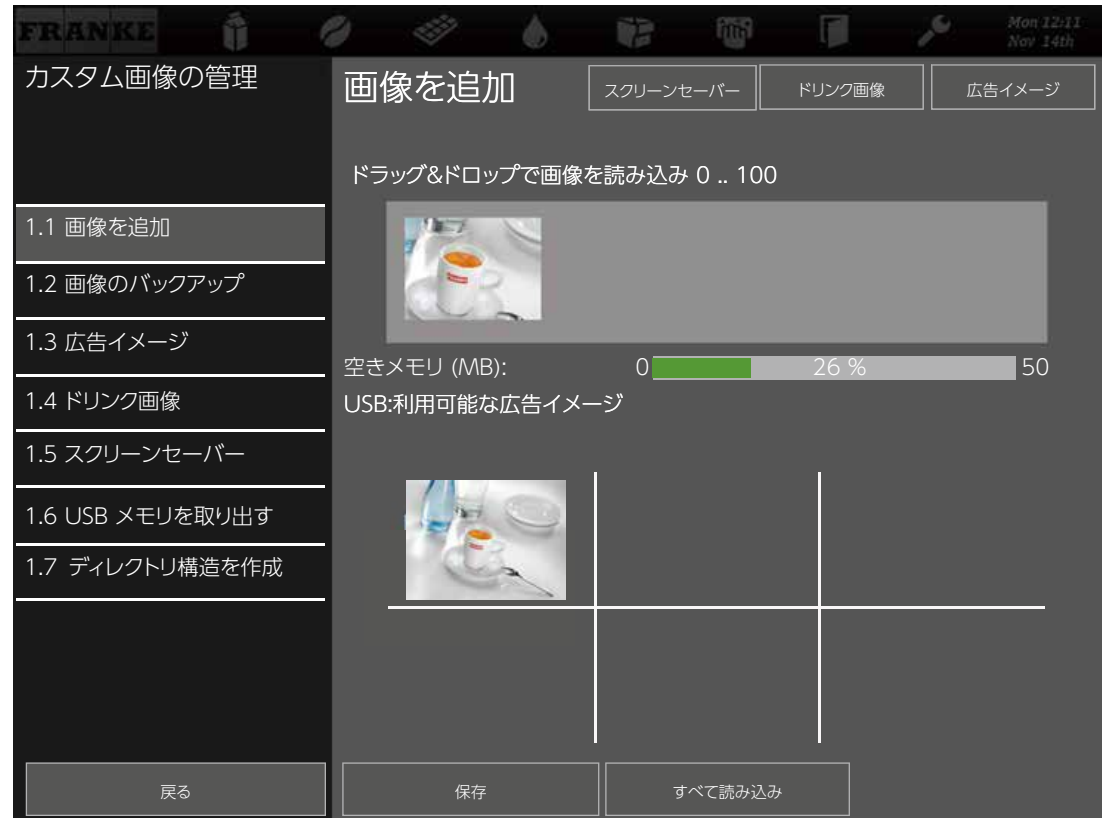 FRANKE
Mon 12:11
Nov 14th
カスタム画像の管理
1.1 画像を追加
1.2 画像のバックアップ
1.3 広告イメージ
1.4 ドリンク画像
1.5 スクリーンセーバー
1.6 USB メモリを取り出す
1.7 ディレクトリ構造を作成
戻る
画像を追加
スクリーンセーバー
ドリンク画像
広告イメージ
ドラッグ&ドロップで画像を読み込み 0 .. 100
空きメモリ (MB): 0 26 % 50
USB:利用可能な広告イメージ
保存
すべて読み込み